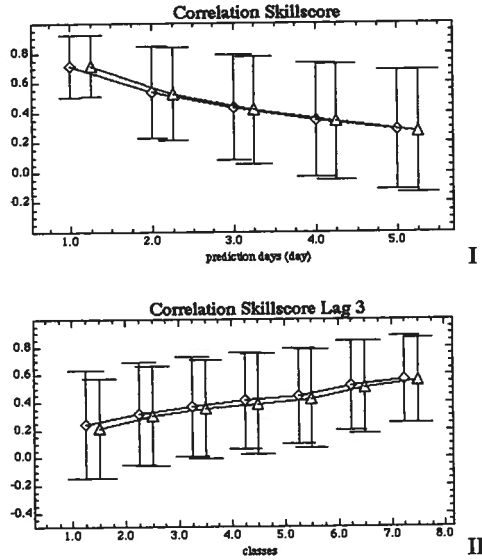 Correlation Skillscore
0.8
0.6
0.4
0.2
0.0
0.2
1.0 2.0 3.0 4.0 5.0
prediction days (day)
I
Correlation Skillscore Lag 3
0.8
0.6
0.4
0.2
0.0
-0.2
-0.4
1.0 2.0 3.0 4.0 5.0 6.0 7.0 8.0
classes
II